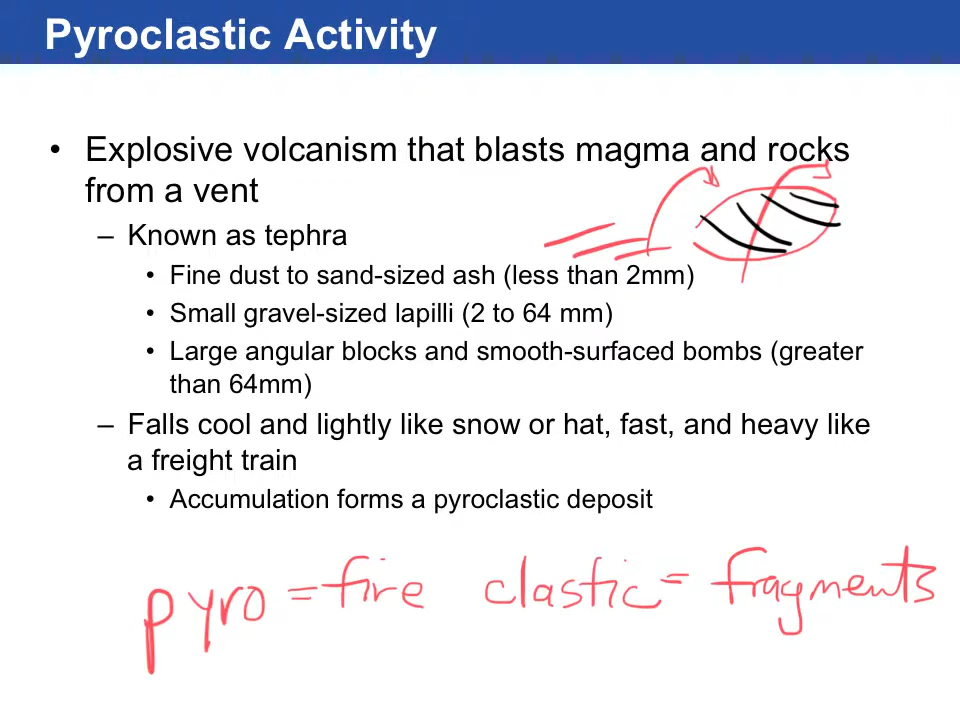 Pyroclastic Activity
• Explosive volcanism that blasts magma and rocks
from a vent
– Known as tephra
• Fine dust to sand-sized ash (less than 2mm)
• Small gravel-sized lapilli (2 to 64 mm)
• Large angular blocks and smooth-surfaced bombs (greater
than 64mm)
– Falls cool and lightly like snow or hat, fast, and heavy like
a freight train
• Accumulation forms a pyroclastic deposit
pyro = fire clastic = fragments